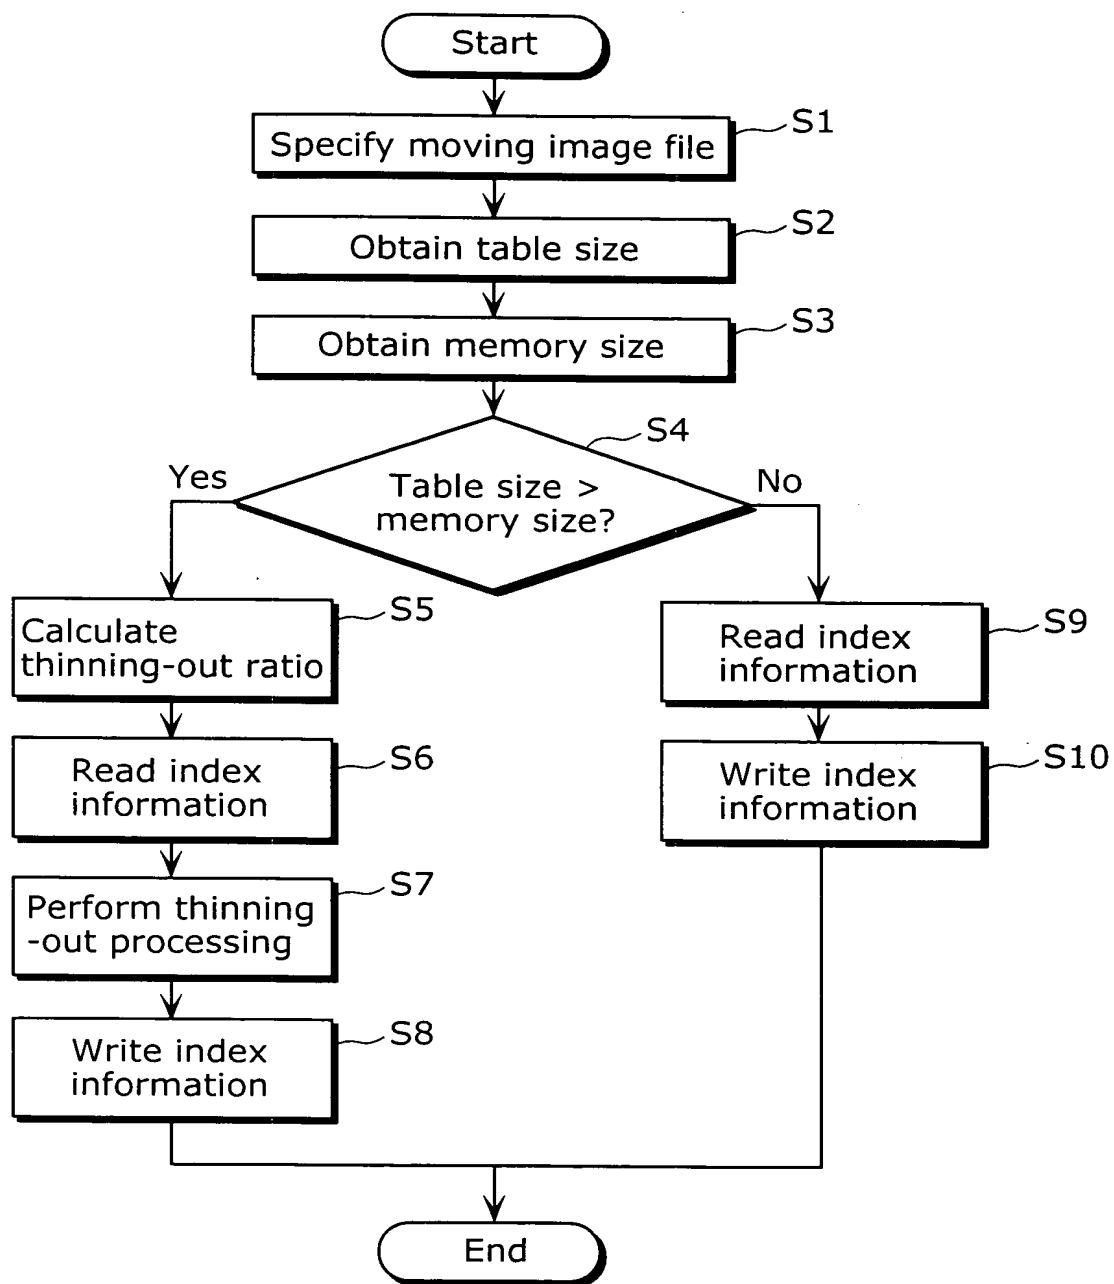 Start
Specify moving image file
S1
Obtain table size
S2
Obtain memory size
S3
Table size >
memory size?
S4
Yes
No
Calculate
thinning-out ratio
S5
Read index
information
S6
Perform thinning
-out processing
S7
Write index
information
S8
Read index
information
S9
Write index
information
S10
End